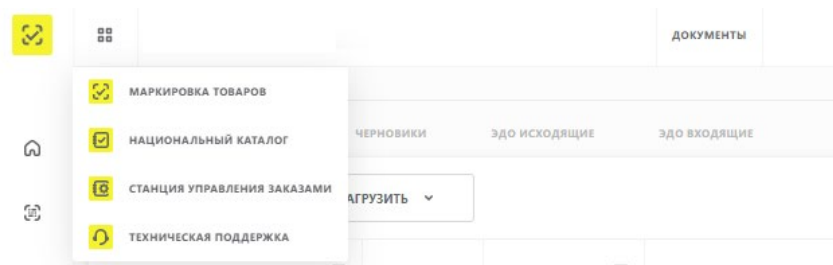 ДОКУМЕНТЫ
МАРКИРОВКА ТОВАРОВ
НАЦИОНАЛЬНЫЙ КАТАЛОГ
ЧЕРНОВИКИ ЭДО ИСХОДЯЩИЕ ЭДО ВХОДЯЩИЕ
СТАНЦИЯ УПРАВЛЕНИЯ ЗАКАЗАМИ
АГРУЗИТЬ
ТЕХНИЧЕСКАЯ ПОДДЕРЖКА